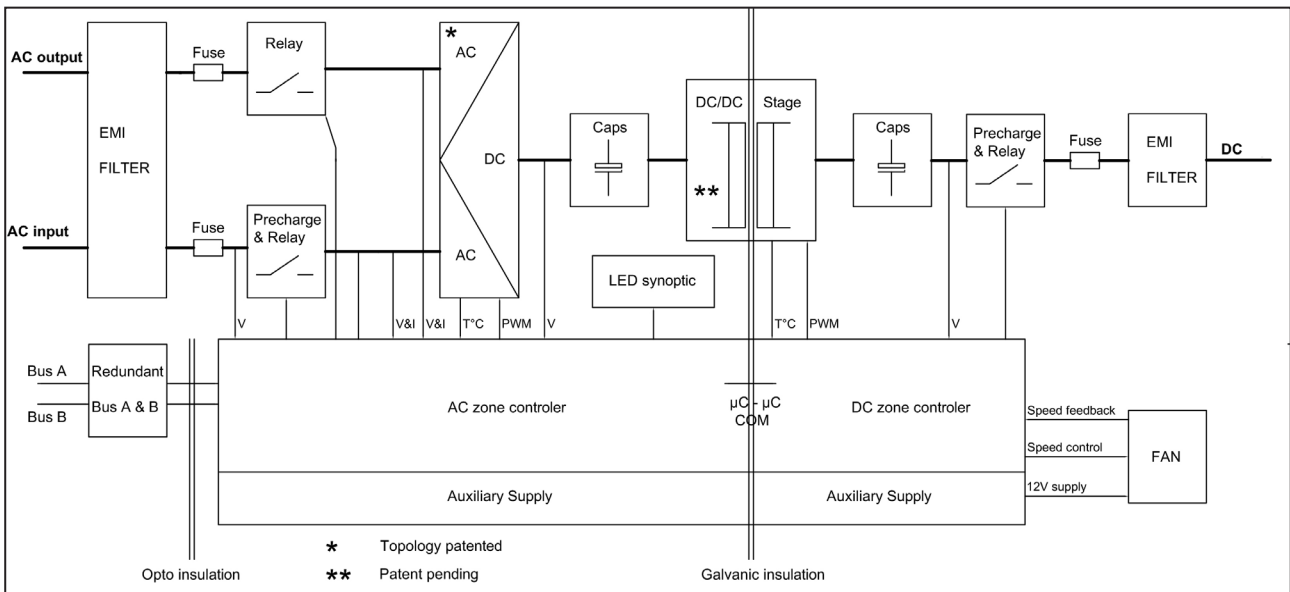 AC output
Fuse
Relay
*
AC
EMI
FILTER
DC
Caps
DC/DC
Stage
**
Caps
Precharge
& Relay
Fuse
EMI
FILTER
DC
AC input
Fuse
Precharge
& Relay
AC
LED synoptic
V
V&I
V&I
T°C
PWM
V
T°C
PWM
V
Bus A
Bus B
Redundant
Bus A & B
AC zone controler
µC - µC
COM
DC zone controler
Speed feedback
Speed control
12V supply
FAN
Auxiliary Supply
Auxiliary Supply
* Topology patented
** Patent pending
Opto insulation
Galvanic insulation